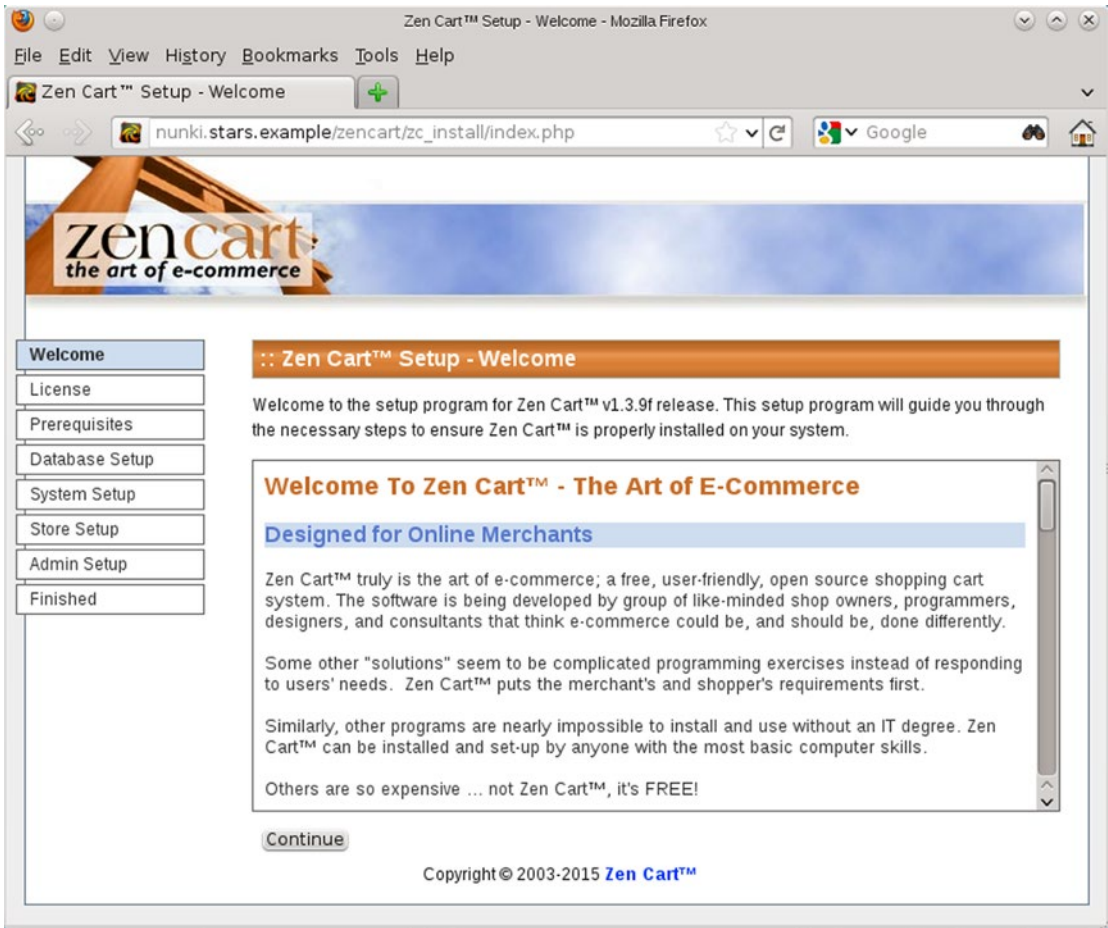 Zen Cart™ Setup - Welcome - Mozilla Firefox
File Edit View History Bookmarks Tools Help
Zen Cart™ Setup - Welcome
nunki.stars.example/zencart/zc_install/index.php
Google
zen cart
the art of e-commerce
Welcome
License
Prerequisites
Database Setup
System Setup
Store Setup
Admin Setup
Finished
:: Zen Cart™ Setup - Welcome
Welcome to the setup program for Zen Cart™ v1.3.9f release. This setup program will guide you through
the necessary steps to ensure Zen Cart™ is properly installed on your system.
Welcome To Zen Cart™ - The Art of E-Commerce
Designed for Online Merchants
Zen Cart™ truly is the art of e-commerce; a free, user-friendly, open source shopping cart
system. The software is being developed by group of like-minded shop owners, programmers,
designers, and consultants that think e-commerce could be, and should be, done differently.
Some other "solutions" seem to be complicated programming exercises instead of responding
to users' needs.  Zen Cart™ puts the merchant's and shopper's requirements first.
Similarly, other programs are nearly impossible to install and use without an IT degree. Zen
Cart™ can be installed and set-up by anyone with the most basic computer skills.
Others are so expensive ... not Zen Cart™, it's FREE!
Continue
Copyright © 2003-2015 Zen Cart™